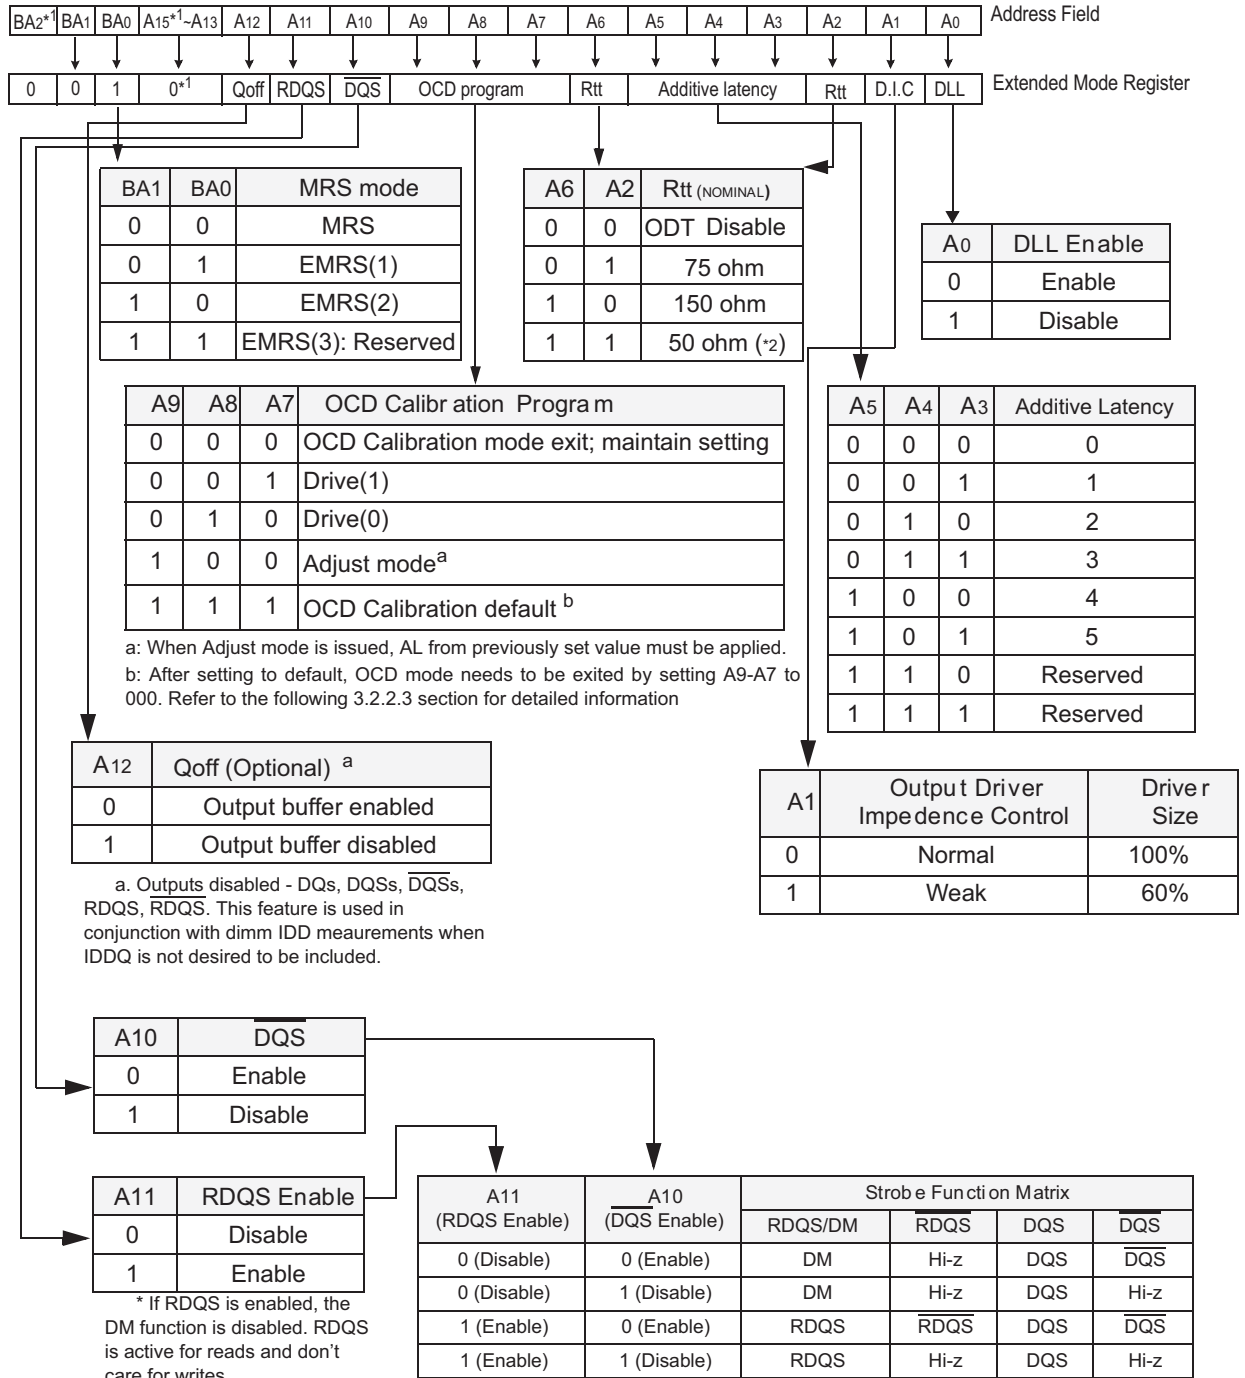 BA2*1 BA1 BA0 A15*1~A13 A12 A11 A10 A9 A8 A7 A6 A5 A4 A3 A2 A1 A0 Address Field
0 0 1 0*1 Qoff RDQS D̅Q̅S̅ OCD program Rtt Additive latency Rtt D.I.C DLL Extended Mode Register
BA1 BA0 MRS mode
0 0 MRS
0 1 EMRS(1)
1 0 EMRS(2)
1 1 EMRS(3): Reserved
A6 A2 Rtt (NOMINAL)
0 0 ODT Disable
0 1 75 ohm
1 0 150 ohm
1 1 50 ohm (*2)
A0 DLL Enable
0 Enable
1 Disable
A9 A8 A7 OCD Calibration Program
0 0 0 OCD Calibration mode exit; maintain setting
0 0 1 Drive(1)
0 1 0 Drive(0)
1 0 0 Adjust modea
1 1 1 OCD Calibration default b
a: When Adjust mode is issued, AL from previously set value must be applied.
b: After setting to default, OCD mode needs to be exited by setting A9-A7 to
000. Refer to the following 3.2.2.3 section for detailed information
A5 A4 A3 Additive Latency
0 0 0 0
0 0 1 1
0 1 0 2
0 1 1 3
1 0 0 4
1 0 1 5
1 1 0 Reserved
1 1 1 Reserved
A12 Qoff (Optional) a
0 Output buffer enabled
1 Output buffer disabled
a. Outputs disabled - DQs, DQSs, D̅Q̅S̅s,
RDQS, R̅D̅Q̅S̅. This feature is used in
conjunction with dimm IDD meaurements when
IDDQ is not desired to be included.
A1 Output Driver Driver
Impedence Control Size
0 Normal 100%
1 Weak 60%
A10 D̅Q̅S̅
0 Enable
1 Disable
A11 RDQS Enable
0 Disable
1 Enable
* If RDQS is enabled, the
DM function is disabled. RDQS
is active for reads and don't
care for writes
A11 A10 Strobe Function Matrix
(RDQS Enable) (D̅Q̅S̅ Enable) RDQS/DM R̅D̅Q̅S̅ DQS D̅Q̅S̅
0 (Disable) 0 (Enable) DM Hi-z DQS D̅Q̅S̅
0 (Disable) 1 (Disable) DM Hi-z DQS Hi-z
1 (Enable) 0 (Enable) RDQS R̅D̅Q̅S̅ DQS D̅Q̅S̅
1 (Enable) 1 (Disable) RDQS Hi-z DQS Hi-z